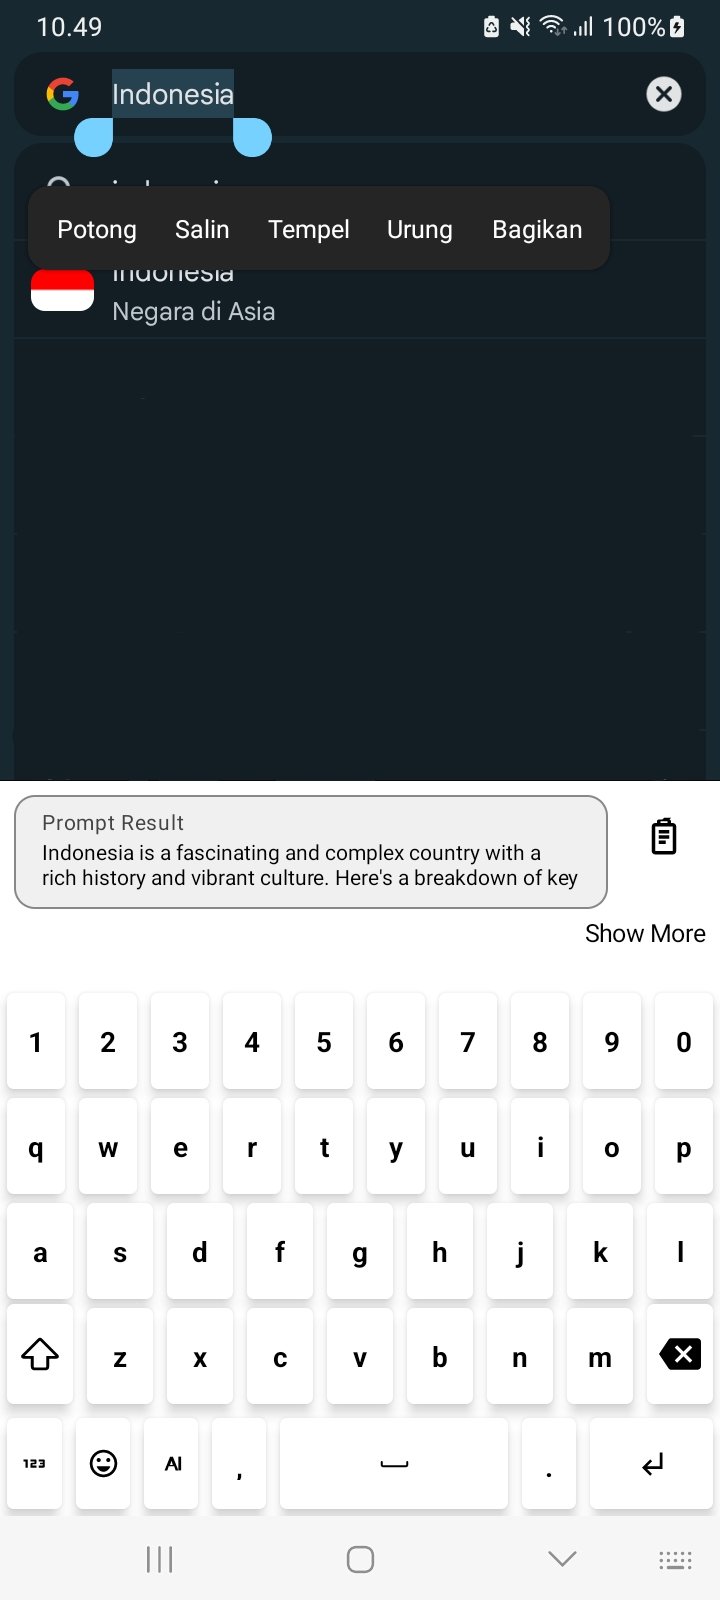 10.49
100%
Indonesia
Potong Salin Tempel Urung Bagikan
Indonesia
Negara di Asia
Prompt Result
Indonesia is a fascinating and complex country with a
rich history and vibrant culture. Here's a breakdown of key
Show More
1 2 3 4 5 6 7 8 9 0
q w e r t y u i o p
a s d f g h j k l
z x c v b n m
123 AI , .